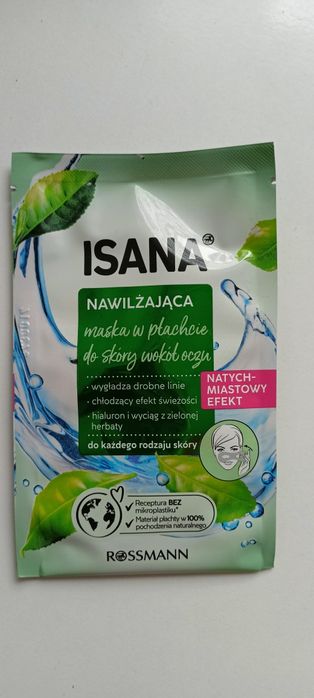 ISANA
NAWILŻAJĄCA
maska w płachcie
do skóry wokół oczu
• wygładza drobne linie
• chłodzący efekt świeżości
• hialuron i wyciąg z zielonej
herbaty
NATYCH-
MIASTOWY
EFEKT
do każdego rodzaju skóry
✓ Receptura BEZ
mikroplastiku*
✓ Materiał płachty w 100%
pochodzenia naturalnego
ROSSMANN